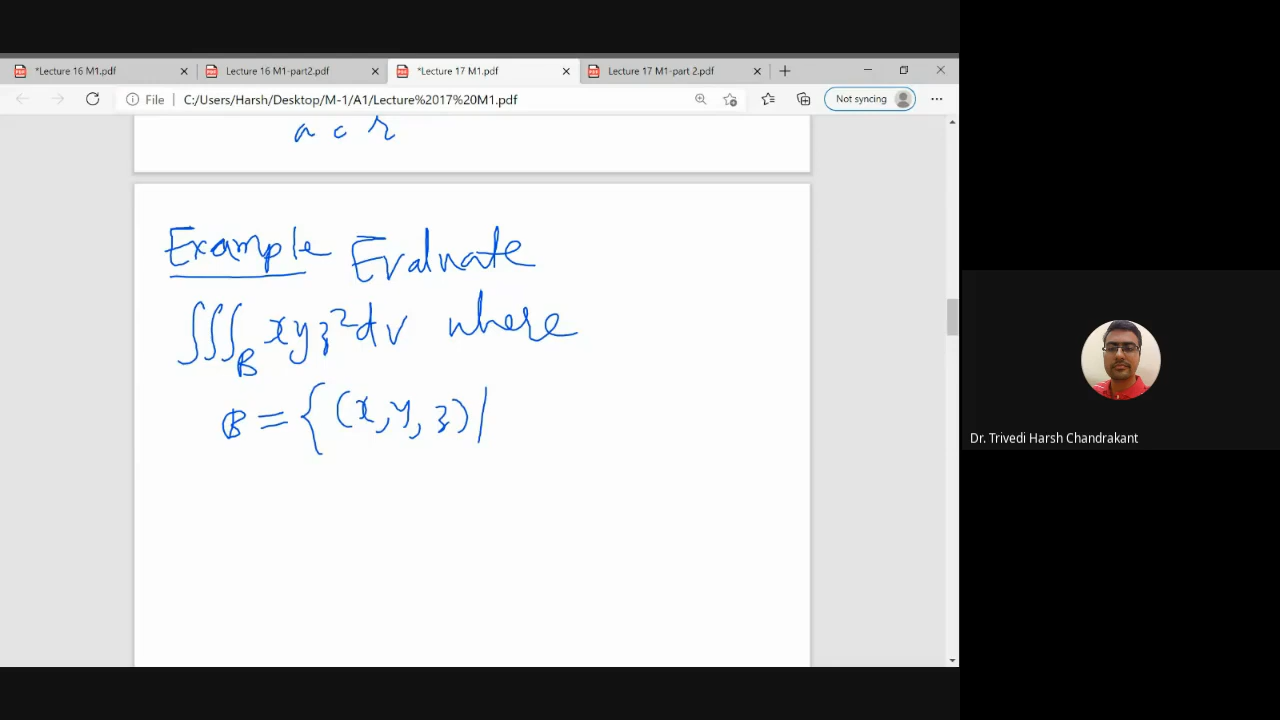 *Lecture 16 M1.pdf
Lecture 16 M1-part2.pdf
*Lecture 17 M1.pdf
Lecture 17 M1-part 2.pdf
File
C:/Users/Harsh/Desktop/M-1/A1/Lecture%2017%20M1.pdf
Not syncing
a c r
Example Evaluate
∭_B xyz² dV where
B = { (x, y, z) |
Dr. Trivedi Harsh Chandrakant